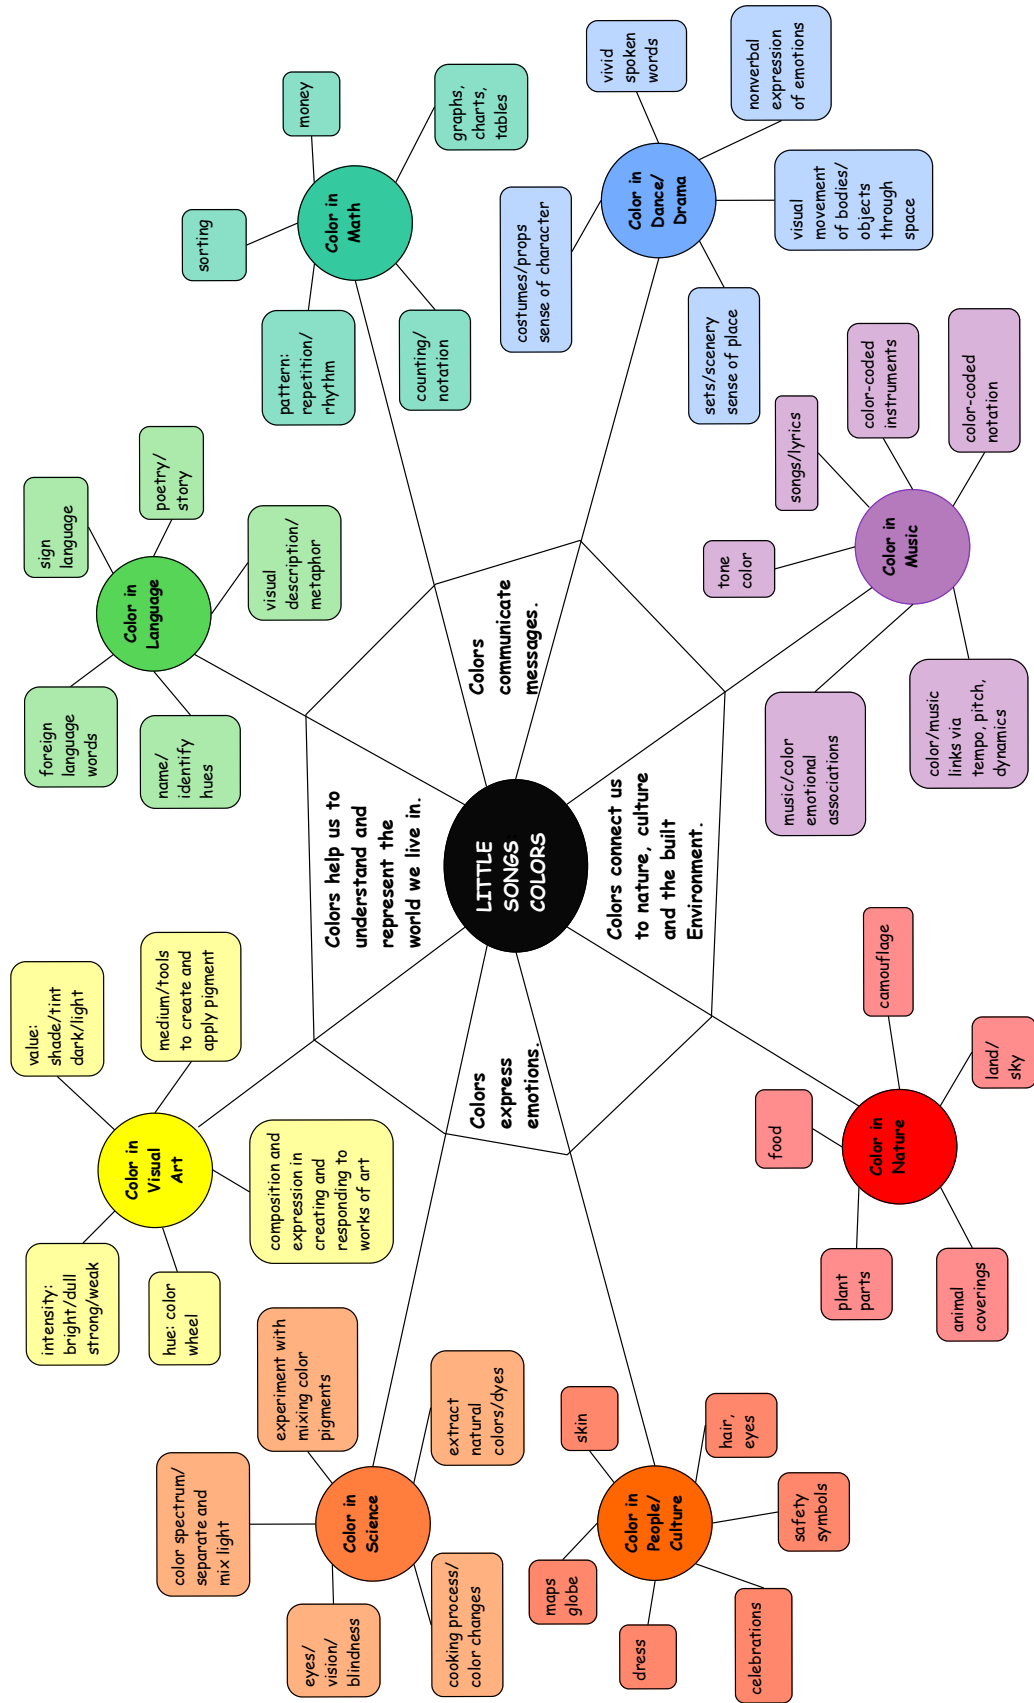 LITTLE
SONGS:
COLORS
Colors help us to
understand and
represent the
world we live in.
Colors
communicate
messages.
Colors connect us
to nature, culture
and the built
Environment.
Colors
express
emotions.
Color in
Visual
Art
intensity:
bright/dull
strong/weak
value:
shade/tint
dark/light
hue: color
wheel
medium/tools
to create and
apply pigment
composition and
expression in
creating and
responding to
works of art
Color in
Language
foreign
language
words
sign
language
name/
identify
hues
poetry/
story
visual
description/
metaphor
Color in
Math
sorting
money
pattern:
repetition/
rhythm
graphs,
charts,
tables
counting/
notation
Color in
Dance/
Drama
costumes/props
sense of character
vivid
spoken
words
sets/scenery
sense of place
nonverbal
expression
of emotions
visual
movement
of bodies/
objects
through
space
Color in
Music
tone
color
songs/lyrics
music/color
emotional
associations
color-coded
instruments
color/music
links via
tempo, pitch,
dynamics
color-coded
notation
Color in
Nature
food
plant
parts
camouflage
animal
coverings
land/
sky
Color in
People/
Culture
maps
globe
skin
dress
hair,
eyes
celebrations
safety
symbols
Color in
Science
color spectrum/
separate and
mix light
experiment with
mixing color
pigments
eyes/
vision/
blindness
cooking process/
color changes
extract
natural
colors/dyes